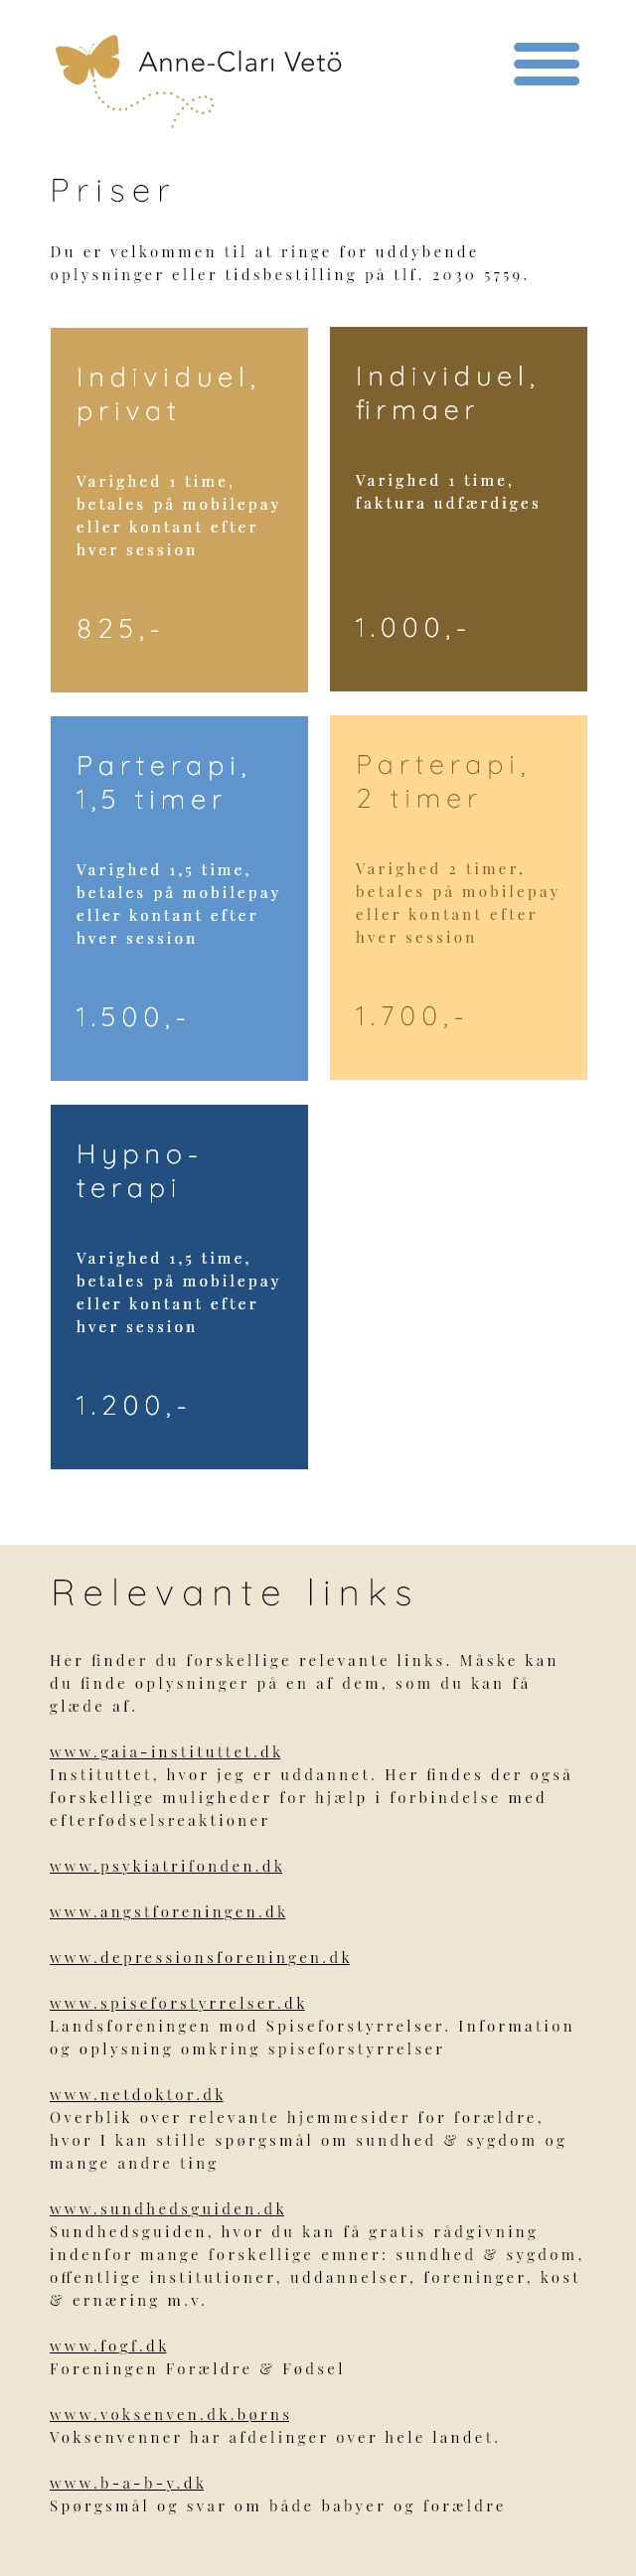 Anne-Cları Vetö
Priser
Du er velkommen til at ringe for uddybende
oplysninger eller tidsbestilling på tlf. 2030 5759.
Individuel,
privat
Varighed 1 time,
betales på mobilepay
eller kontant efter
hver session
825,-
Individuel,
firmaer
Varighed 1 time,
faktura udfærdiges
1.000,-
Parterapi,
1,5 timer
Varighed 1,5 time,
betales på mobilepay
eller kontant efter
hver session
1.500,-
Parterapi,
2 timer
Varighed 2 timer,
betales på mobilepay
eller kontant efter
hver session
1.700,-
Hypno-
terapi
Varighed 1,5 time,
betales på mobilepay
eller kontant efter
hver session
1.200,-
Relevante links
Her finder du forskellige relevante links. Måske kan
du finde oplysninger på en af dem, som du kan få
glæde af.
www.gaia-instituttet.dk
Instituttet, hvor jeg er uddannet. Her findes der også
forskellige muligheder for hjælp i forbindelse med
efterfødselsreaktioner
www.psykiatrifonden.dk
www.angstforeningen.dk
www.depressionsforeningen.dk
www.spiseforstyrrelser.dk
Landsforeningen mod Spiseforstyrrelser. Information
og oplysning omkring spiseforstyrrelser
www.netdoktor.dk
Overblik over relevante hjemmesider for forældre,
hvor I kan stille spørgsmål om sundhed & sygdom og
mange andre ting
www.sundhedsguiden.dk
Sundhedsguiden, hvor du kan få gratis rådgivning
indenfor mange forskellige emner: sundhed & sygdom,
offentlige institutioner, uddannelser, foreninger, kost
& ernæring m.v.
www.fogf.dk
Foreningen Forældre & Fødsel
www.voksenven.dk.børns
Voksenvenner har afdelinger over hele landet.
www.b-a-b-y.dk
Spørgsmål og svar om både babyer og forældre